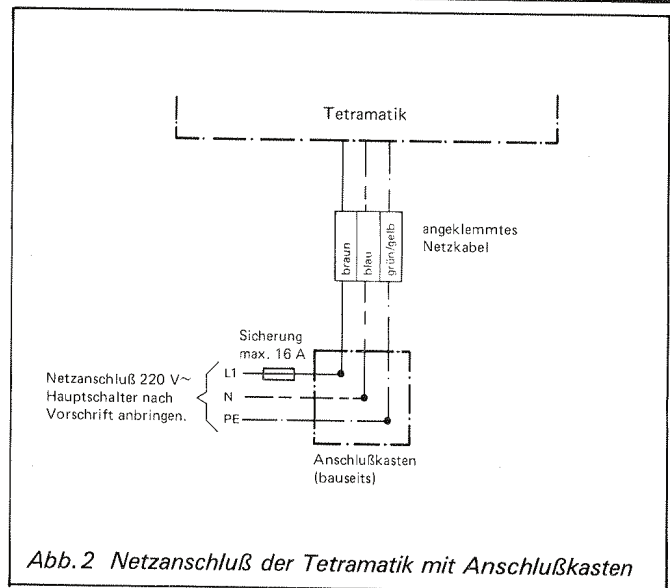 Tetramatik
braun
blau
grün/gelb
angeklemmtes
Netzkabel
Sicherung
max. 16 A
Netzanschluß 220 V~
Hauptschalter nach
Vorschrift anbringen.
L1
N
PE
Anschlußkasten
(bauseits)
Abb.2 Netzanschluß der Tetramatik mit Anschlußkasten